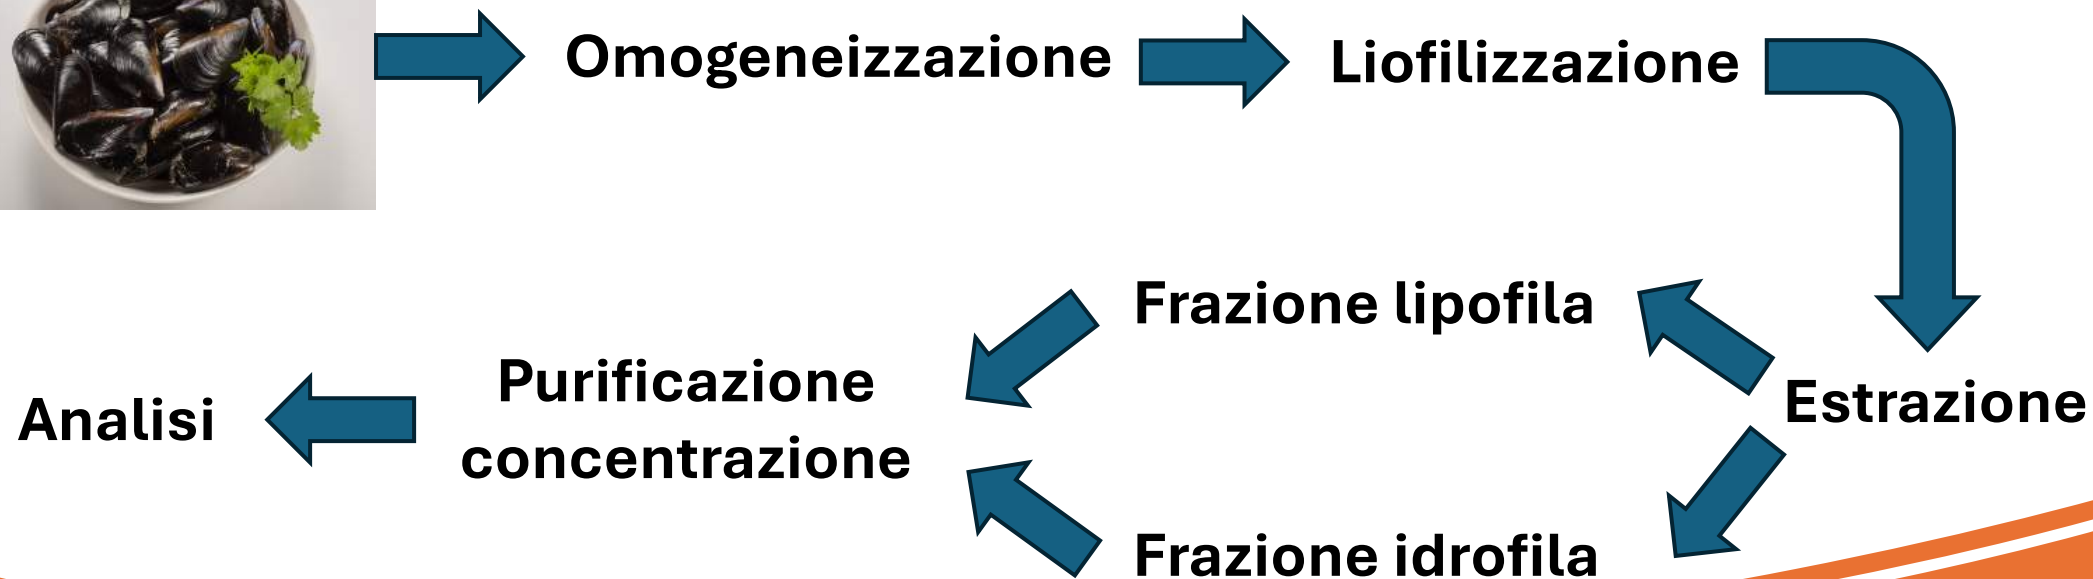 Omogeneizzazione
Liofilizzazione
Estrazione
Frazione lipofila
Frazione idrofila
Purificazione
concentrazione
Analisi